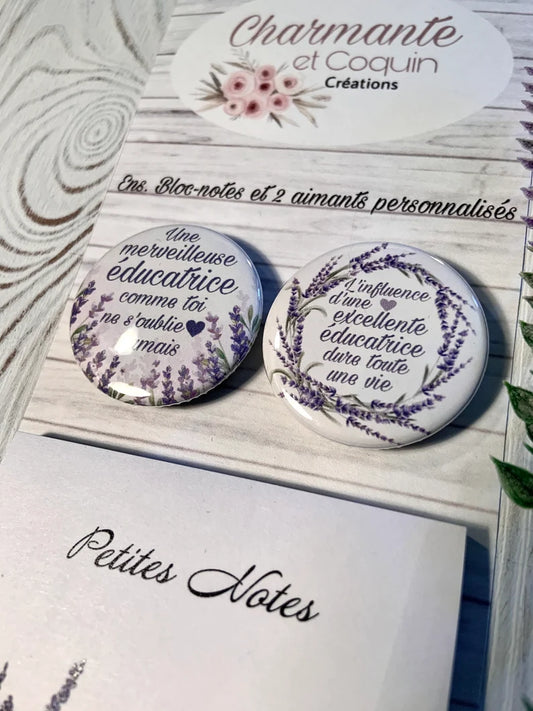 Charmante
et Coquin
Créations
Ens. Bloc-notes et 2 aimants personnalisés
Une
merveilleuse
éducatrice
comme toi
ne s'oublie
L'influence
d'une
excellente
éducatrice
dure toute
une vie
Petites Notes